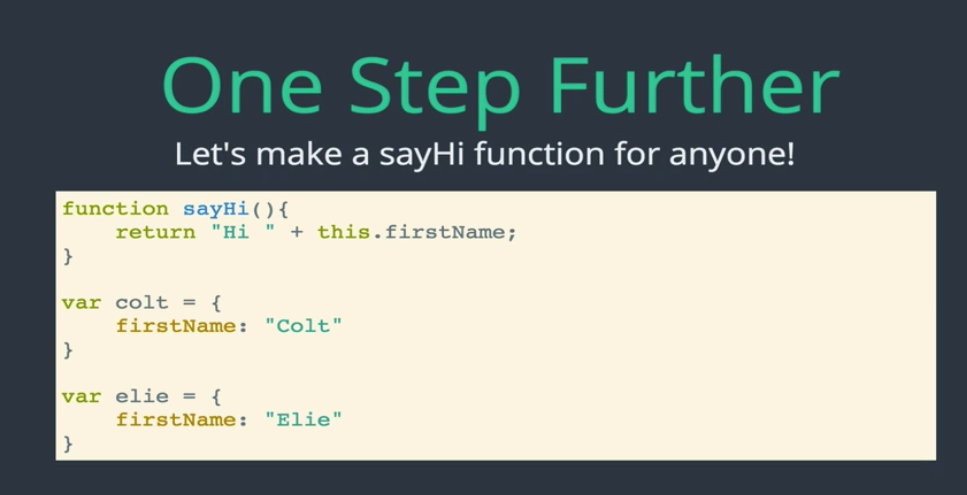 One Step Further
Let's make a sayHi function for anyone!
function sayHi(){
    return "Hi " + this.firstName;
}
var colt = {
    firstName: "Colt"
}
var elie = {
    firstName: "Elie"
}